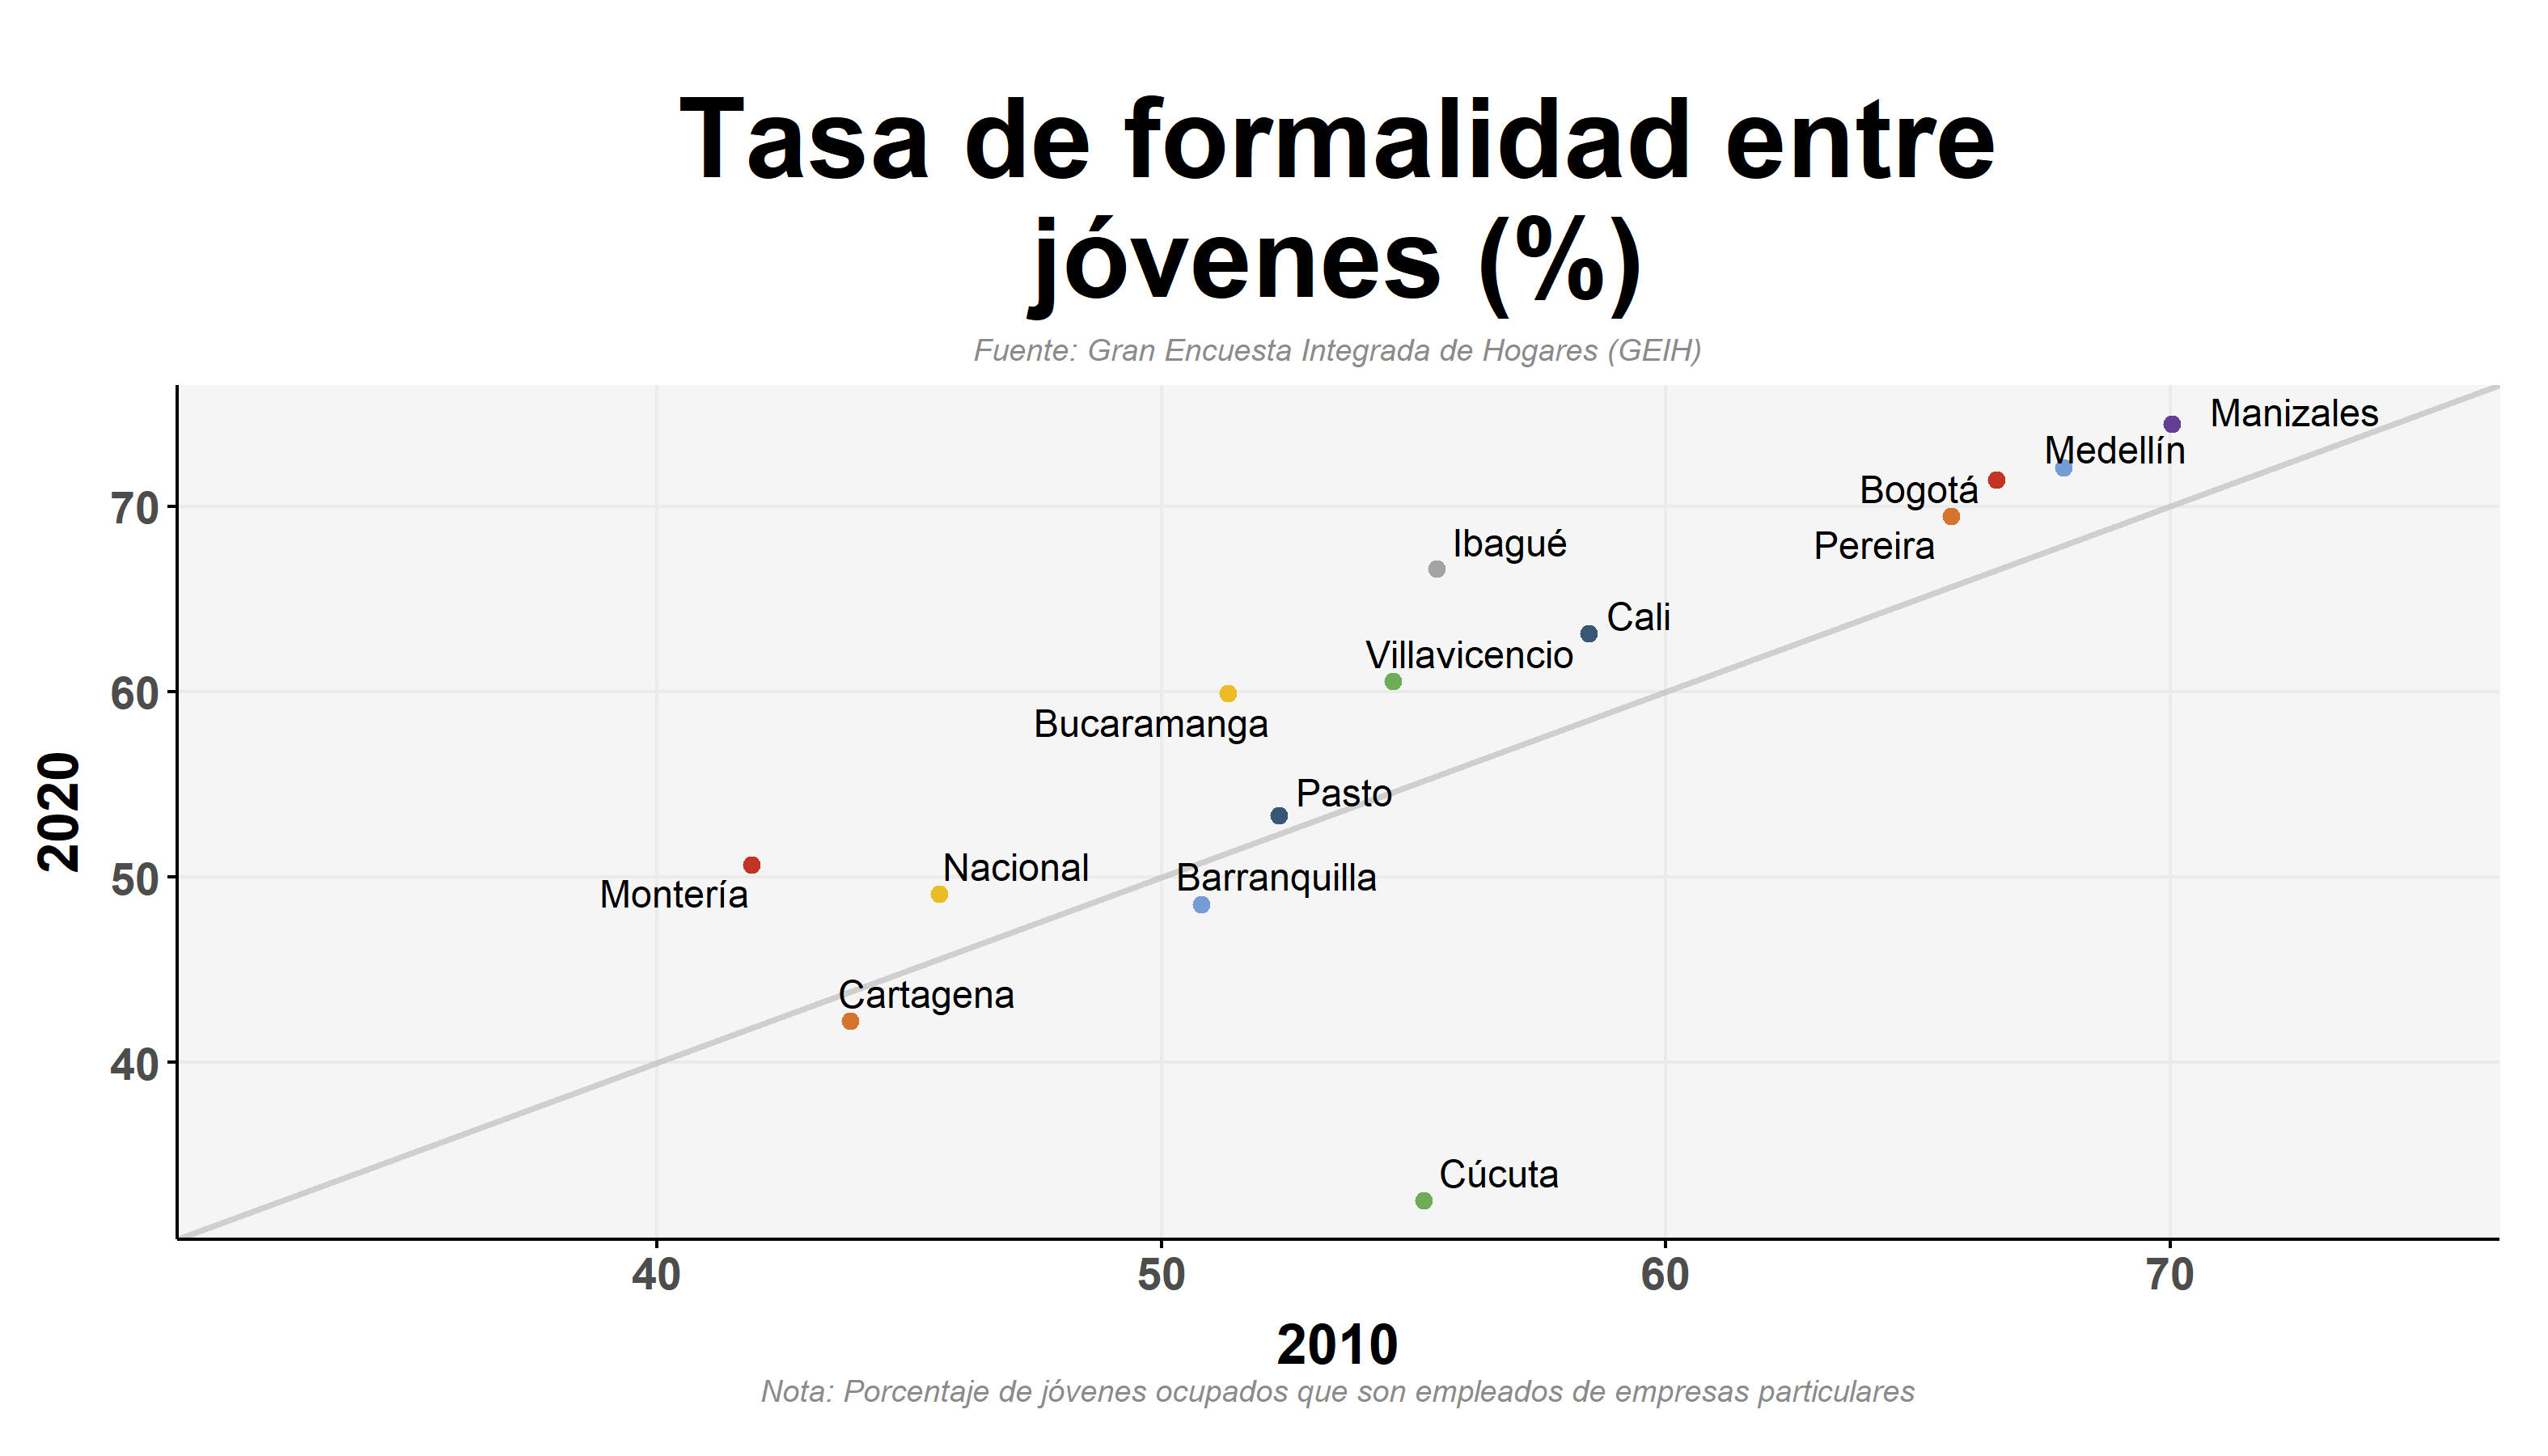 Tasa de formalidad entre
jóvenes (%)
Fuente: Gran Encuesta Integrada de Hogares (GEIH)
Manizales
Medellín
Bogotá
70
Ibagué
Pereira
Cali
Villavicencio
60
Bucaramanga
Pasto
2020
Nacional
Barranquilla
50
Montería
Cartagena
40
Cúcuta
40 50 60 70
2010
Nota: Porcentaje de jóvenes ocupados que son empleados de empresas particulares